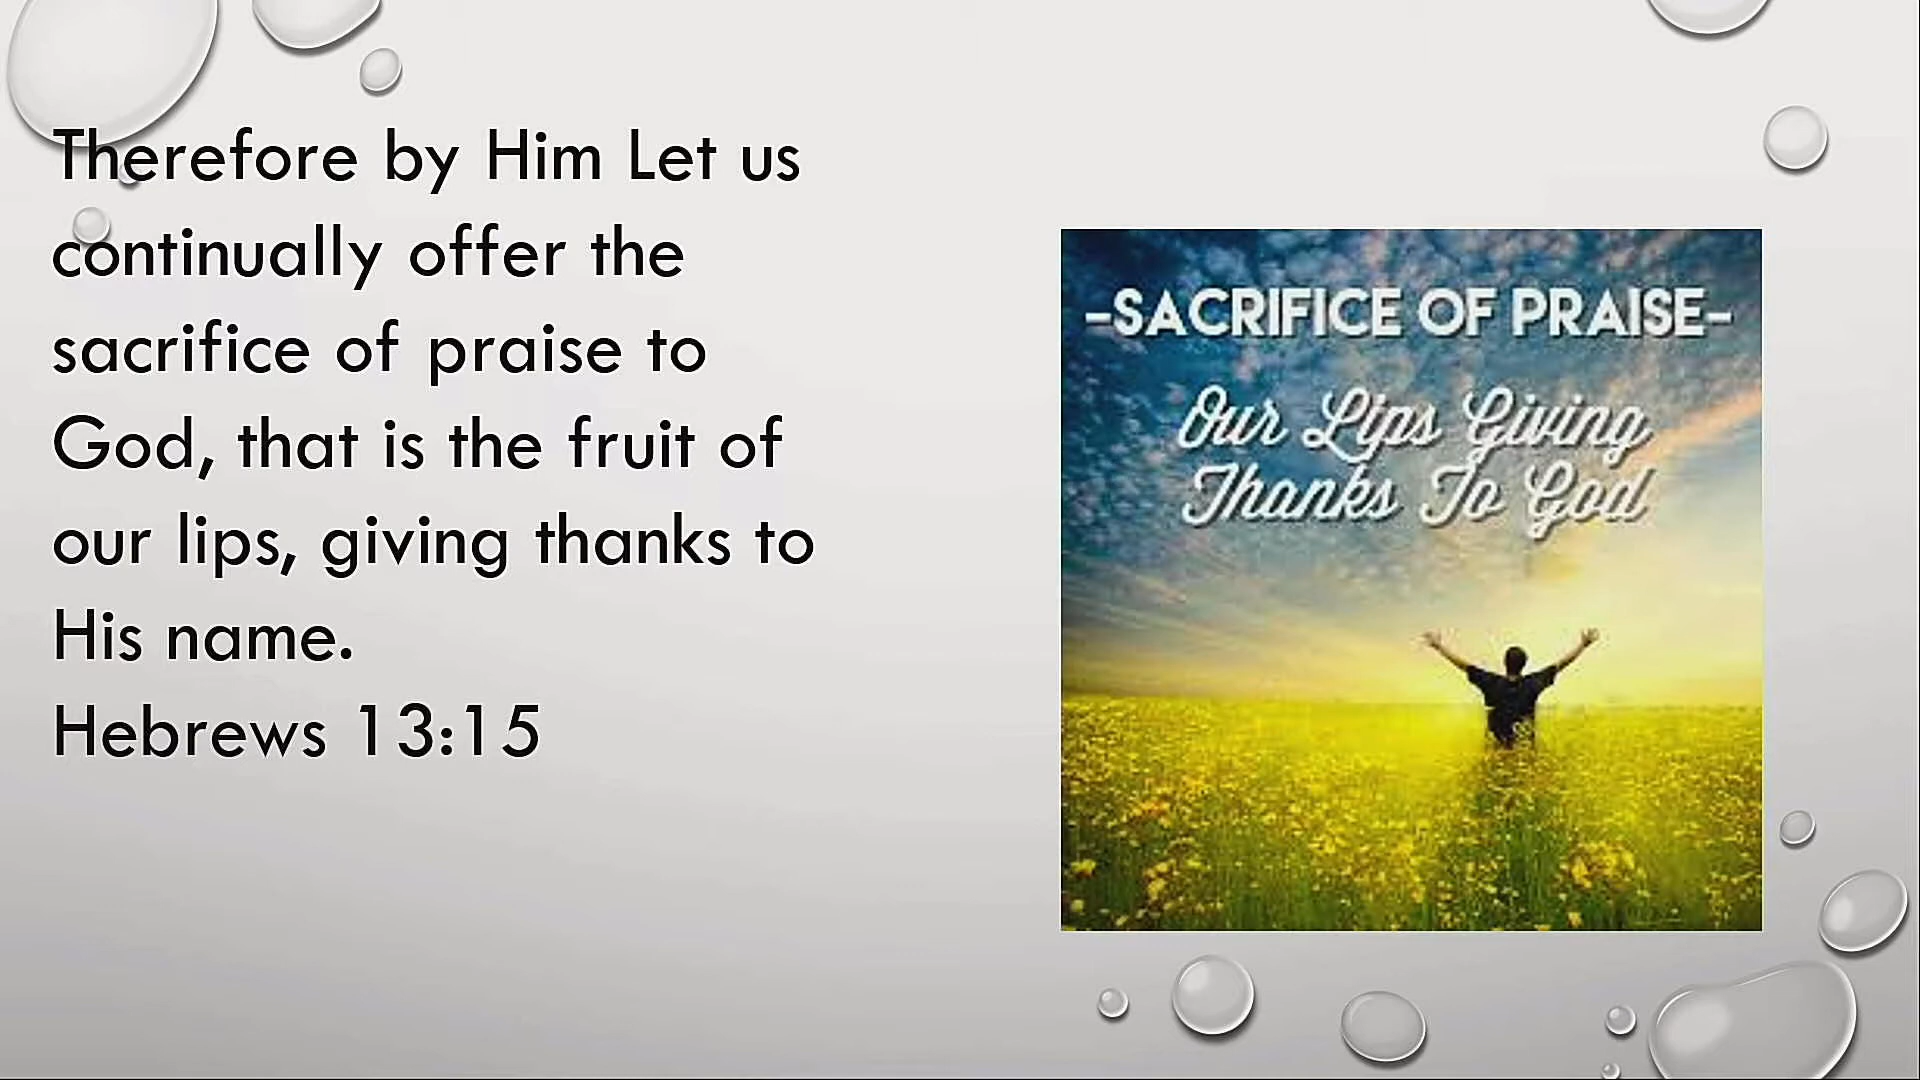 Therefore by Him Let us
continually offer the
sacrifice of praise to
God, that is the fruit of
our lips, giving thanks to
His name.
Hebrews 13:15
-SACRIFICE OF PRAISE-
Our Lips Giving
Thanks To God